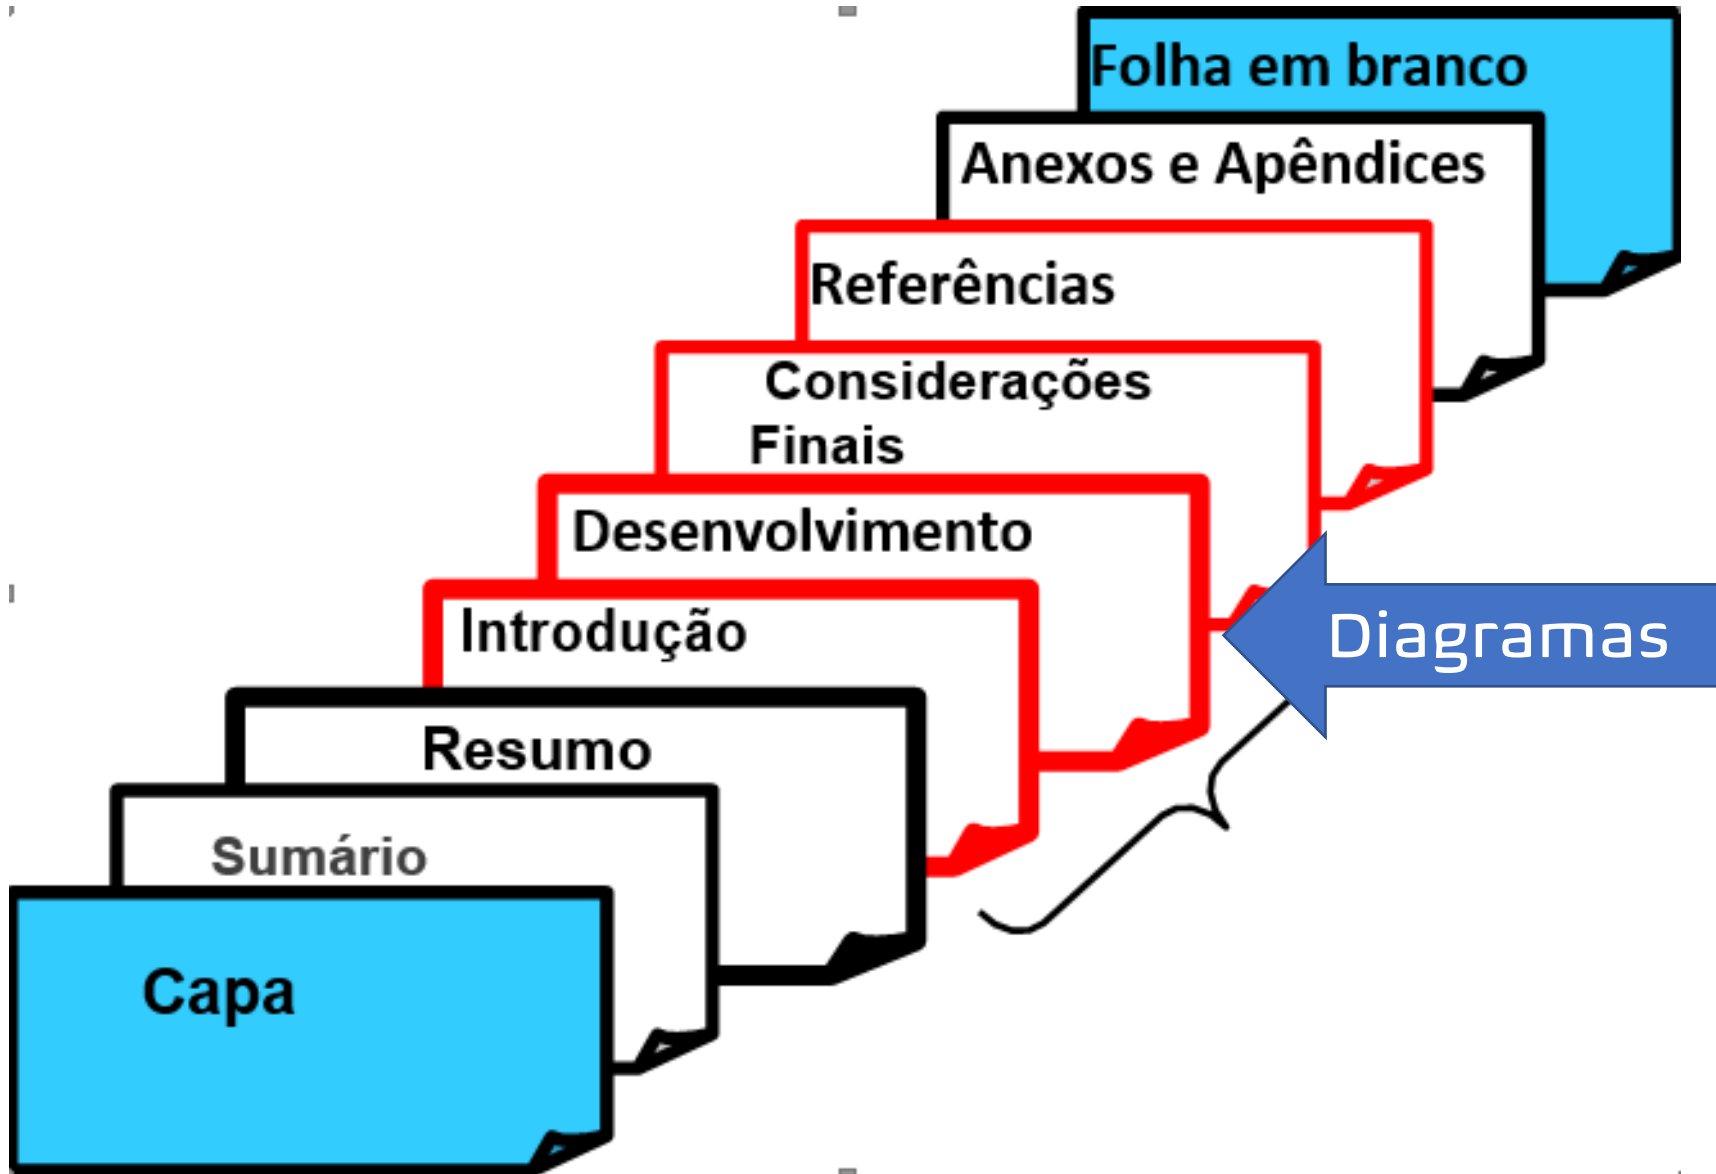 Folha em branco
Anexos e Apêndices
Referências
Considerações
Finais
Desenvolvimento
Introdução
Diagramas
Resumo
Sumário
Capa